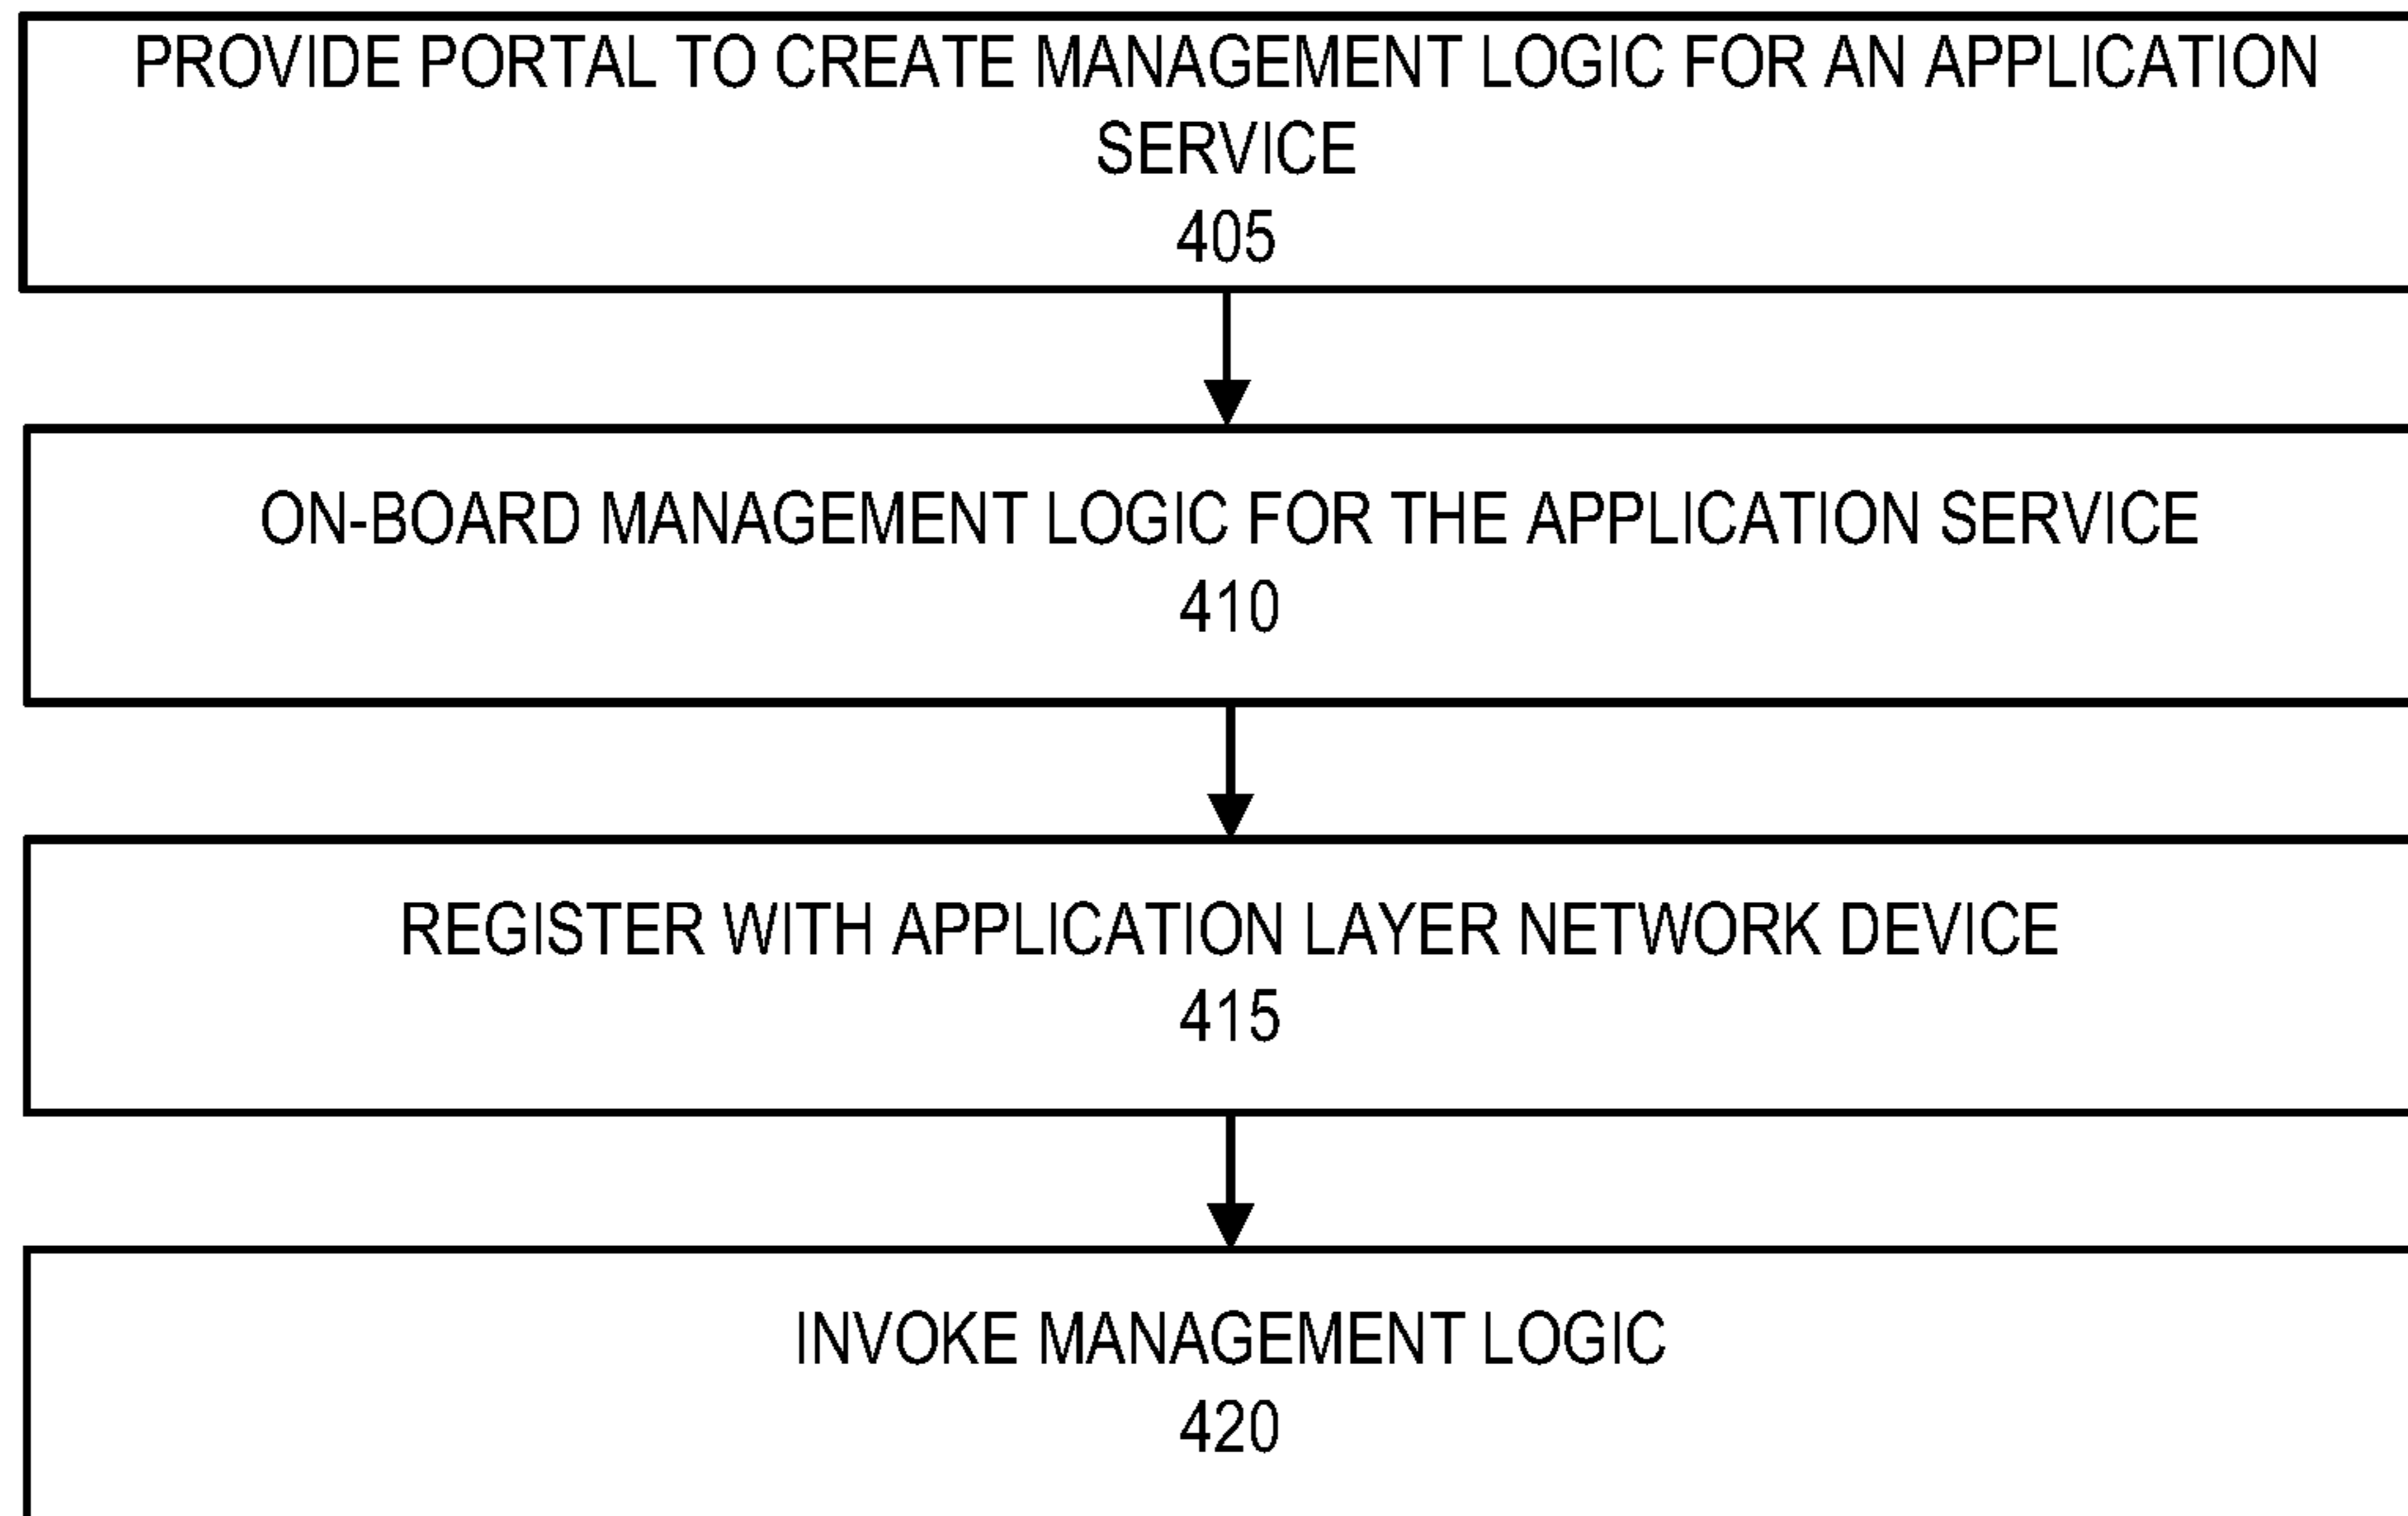 PROVIDE PORTAL TO CREATE MANAGEMENT LOGIC FOR AN APPLICATION
SERVICE
405
ON-BOARD MANAGEMENT LOGIC FOR THE APPLICATION SERVICE
410
REGISTER WITH APPLICATION LAYER NETWORK DEVICE
415
INVOKE MANAGEMENT LOGIC
420